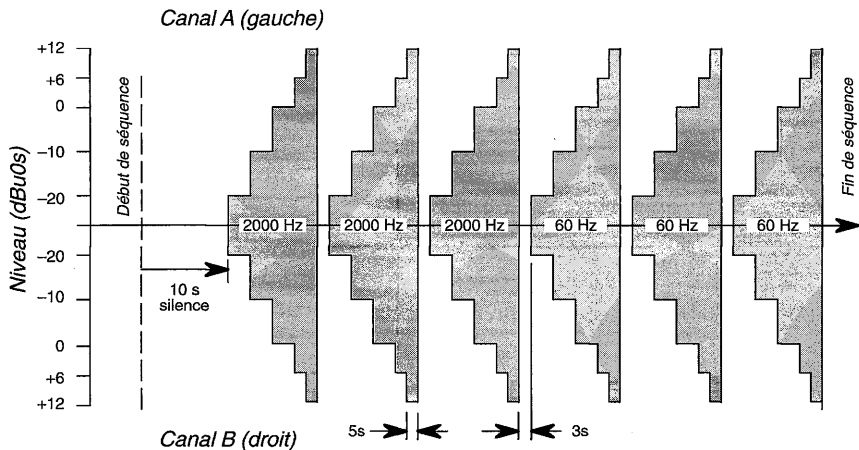 Canal A (gauche)
+12
+6
0
−10
−20
−20
−10
0
+6
+12
Niveau (dBu0s)
Début de séquence
Fin de séquence
2000 Hz
2000 Hz
2000 Hz
60 Hz
60 Hz
60 Hz
10 s
silence
5s
3s
Canal B (droit)